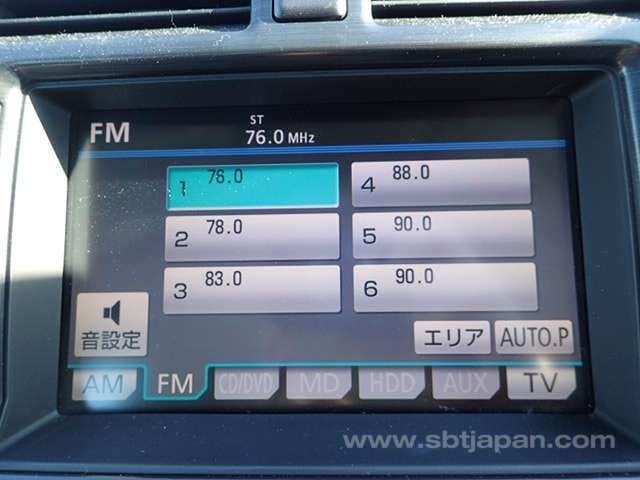 FM
ST
76.0 MHz
1 76.0
4 88.0
2 78.0
5 90.0
3 83.0
6 90.0
音設定
エリア AUTO.P
AM FM CD/DVD MD HDD AUX TV
www.sbtjapan.com